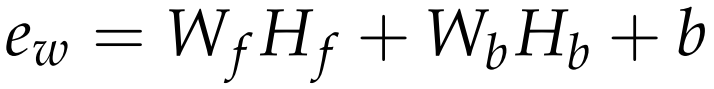 e_w = W_f H_f + W_b H_b + b